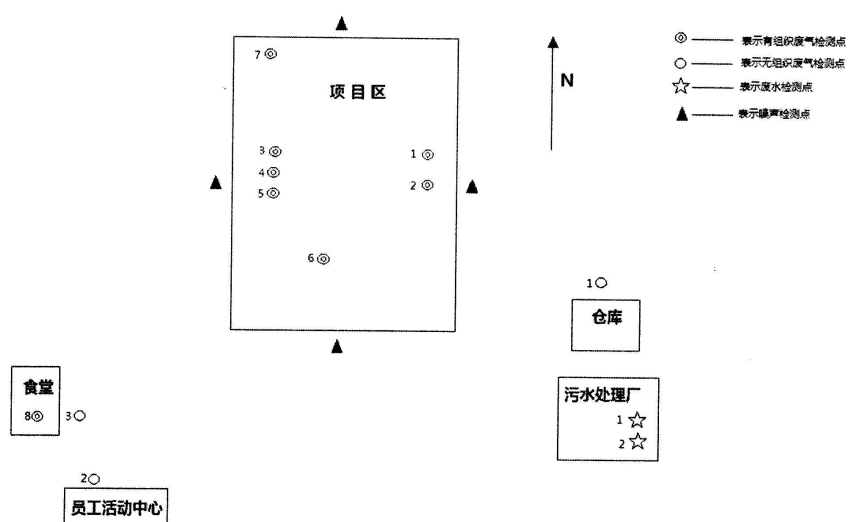 7
项目区
N
表示有组织废气检测点
表示无组织废气检测点
表示废水检测点
表示噪声检测点
3
1
4
2
5
6
1
仓库
食堂
8
3
污水处理厂
1
2
2
员工活动中心